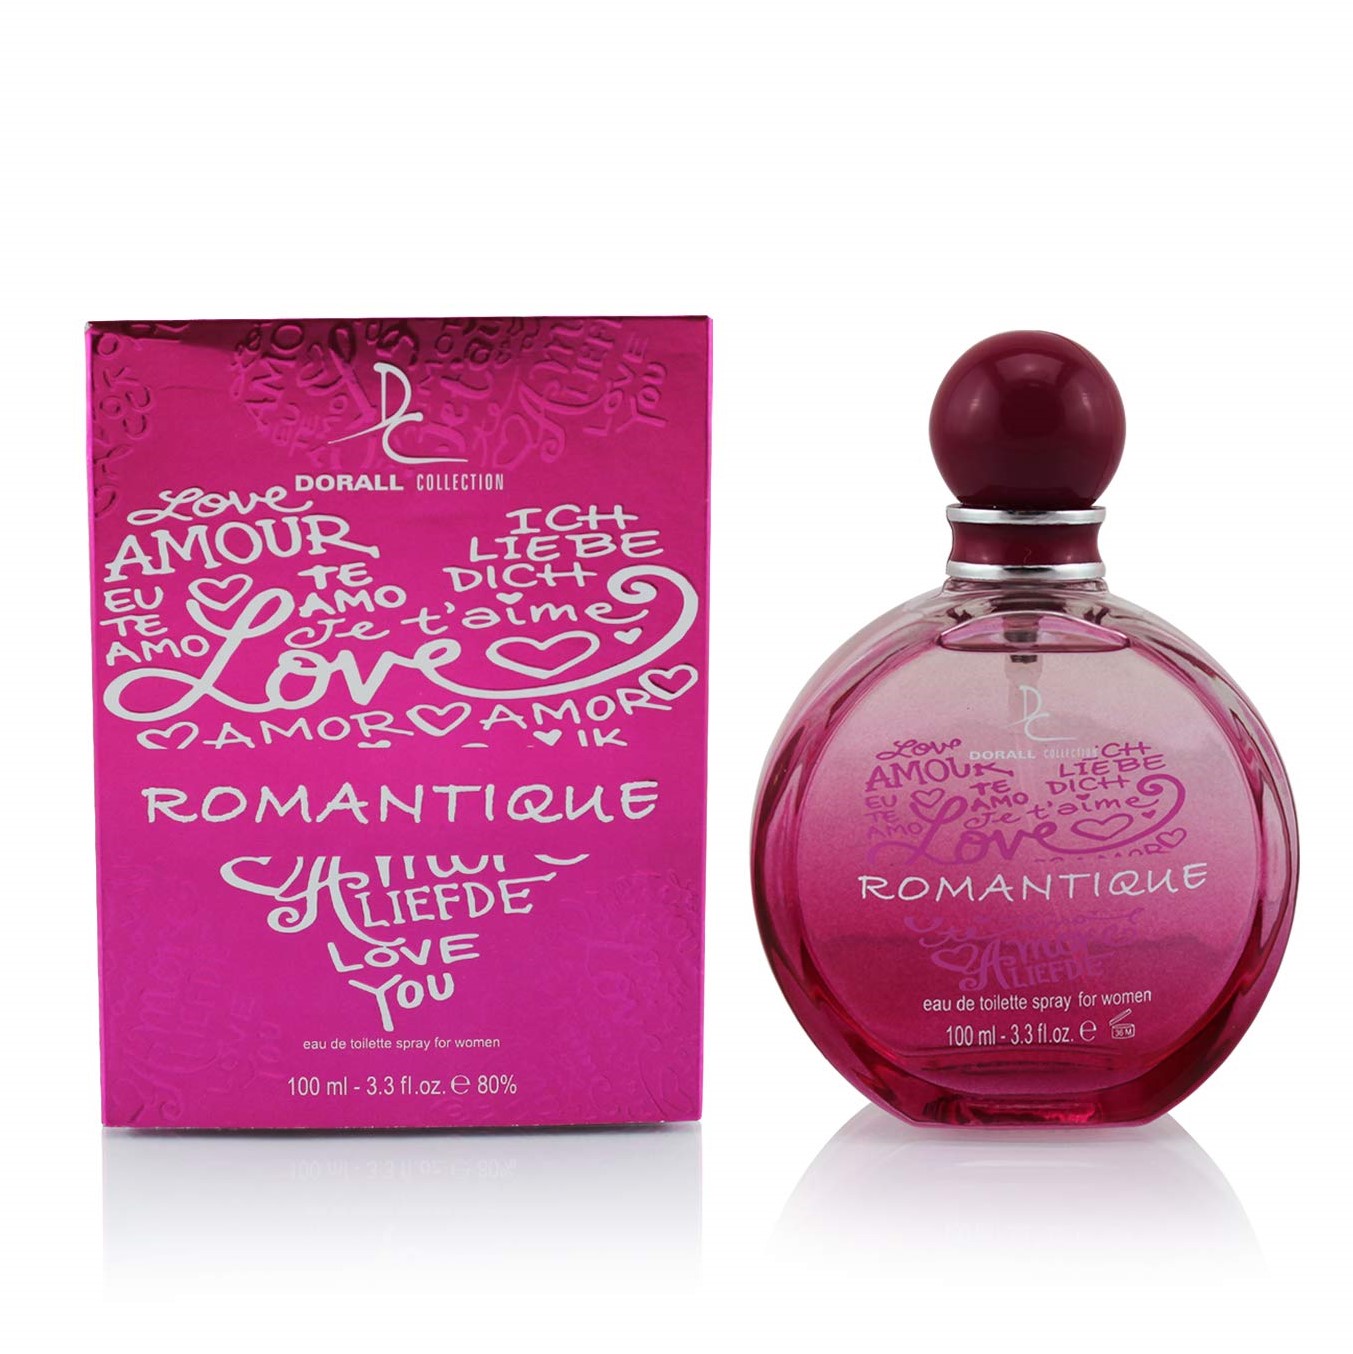 DC
DORALL COLLECTION
Love
AMOUR
ICH
LIEBE
DICH
EU
TE
AMO
TE
AMO
Je t'aime
Love
AMOR AMOR
IK
ROMANTIQUE
LIEFDE
LOVE
YOU
eau de toilette spray for women
100 ml - 3.3 fl.oz. ℮ 80%
DC
DORALL COLLECTION
Love
AMOUR
ICH
LIEBE
DICH
EU
TE
AMO
TE
AMO
Je t'aime
Love
ROMANTIQUE
LIEFDE
eau de toilette spray for women
100 ml - 3.3 fl.oz. ℮ 36 M